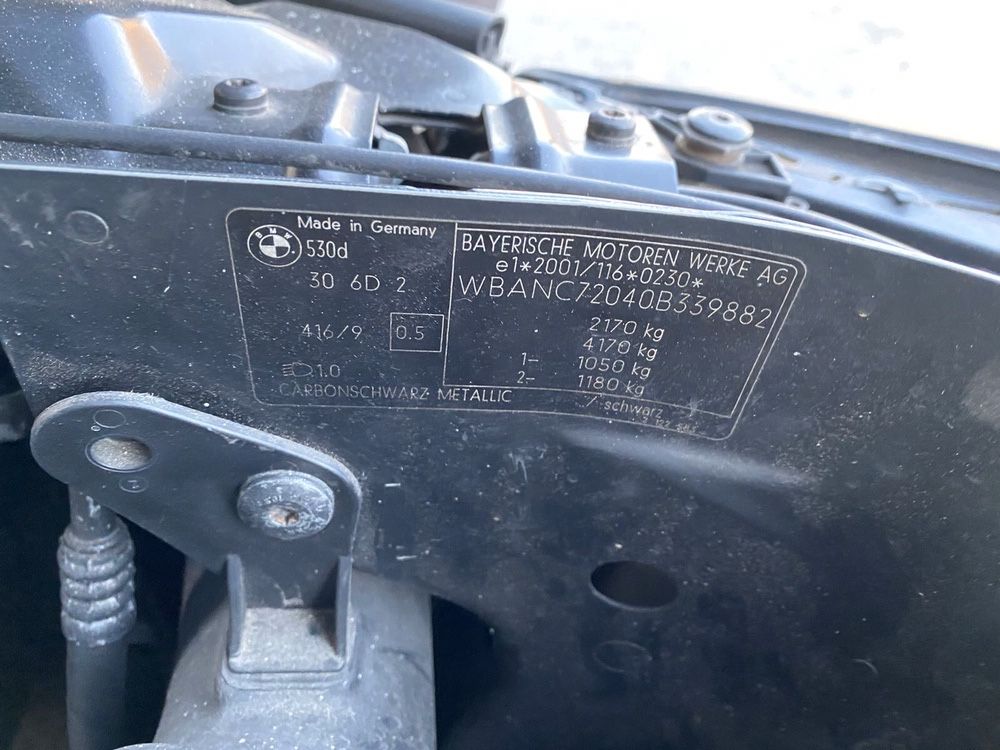 Made in Germany
BMW
530d
30 6D 2
416/9 0.5
1.0
CARBONSCHWARZ METALLIC
BAYERISCHE MOTOREN WERKE AG
e1*2001/116*0230*
WBANC72040B339882
2170 kg
4170 kg
1- 1050 kg
2- 1180 kg
/ schwarz